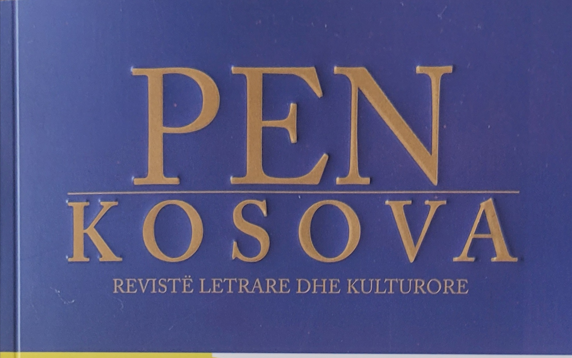 PEN
KOSOVA
REVISTË LETRARE DHE KULTURORE